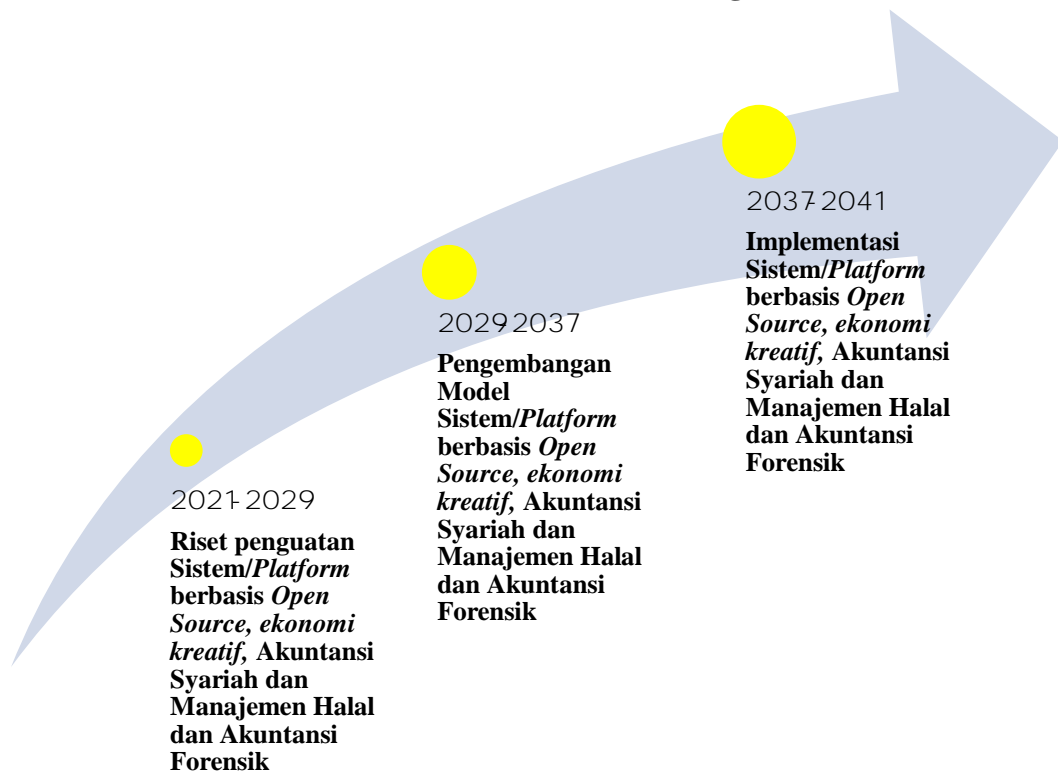 2021-2029
Riset penguatan
Sistem/Platform
berbasis Open
Source, ekonomi
kreatif, Akuntansi
Syariah dan
Manajemen Halal
dan Akuntansi
Forensik
2029-2037
Pengembangan
Model
Sistem/Platform
berbasis Open
Source, ekonomi
kreatif, Akuntansi
Syariah dan
Manajemen Halal
dan Akuntansi
Forensik
2037-2041
Implementasi
Sistem/Platform
berbasis Open
Source, ekonomi
kreatif, Akuntansi
Syariah dan
Manajemen Halal
dan Akuntansi
Forensik